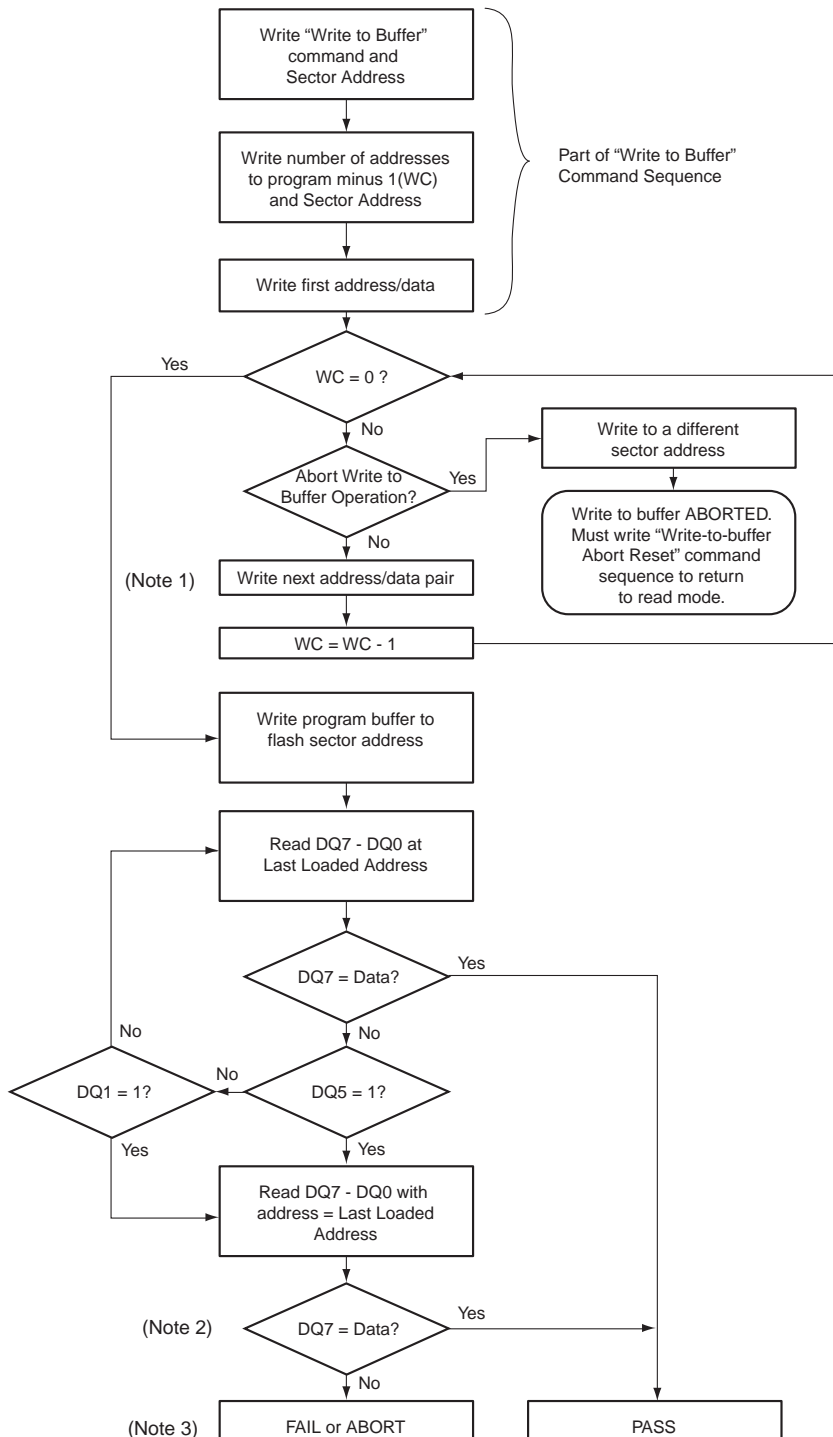 Write “Write to Buffer”
command and
Sector Address
Write number of addresses
to program minus 1(WC)
and Sector Address
Part of “Write to Buffer”
Command Sequence
Write first address/data
Yes
WC = 0 ?
No
Abort Write to
Buffer Operation?
Yes
Write to a different
sector address
No
Write to buffer ABORTED.
Must write “Write-to-buffer
Abort Reset” command
sequence to return
to read mode.
(Note 1)
Write next address/data pair
WC = WC - 1
Write program buffer to
flash sector address
Read DQ7 - DQ0 at
Last Loaded Address
DQ7 = Data?
Yes
No
No
DQ1 = 1?
No
DQ5 = 1?
Yes
Yes
Read DQ7 - DQ0 with
address = Last Loaded
Address
(Note 2)
DQ7 = Data?
Yes
No
(Note 3)
FAIL or ABORT
PASS